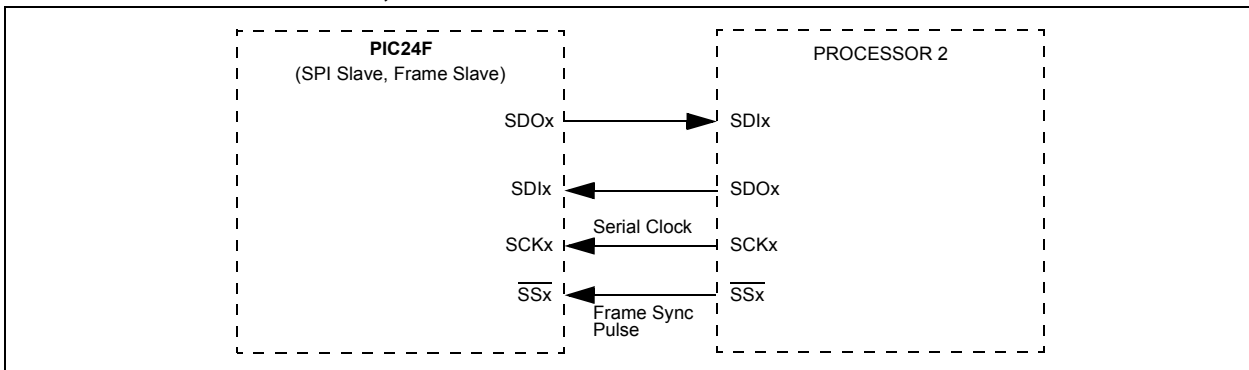 PIC24F
(SPI Slave, Frame Slave)
PROCESSOR 2
SDOx
SDIx
SDIx
SDOx
Serial Clock
SCKx
SCKx
SSx
SSx
Frame Sync
Pulse